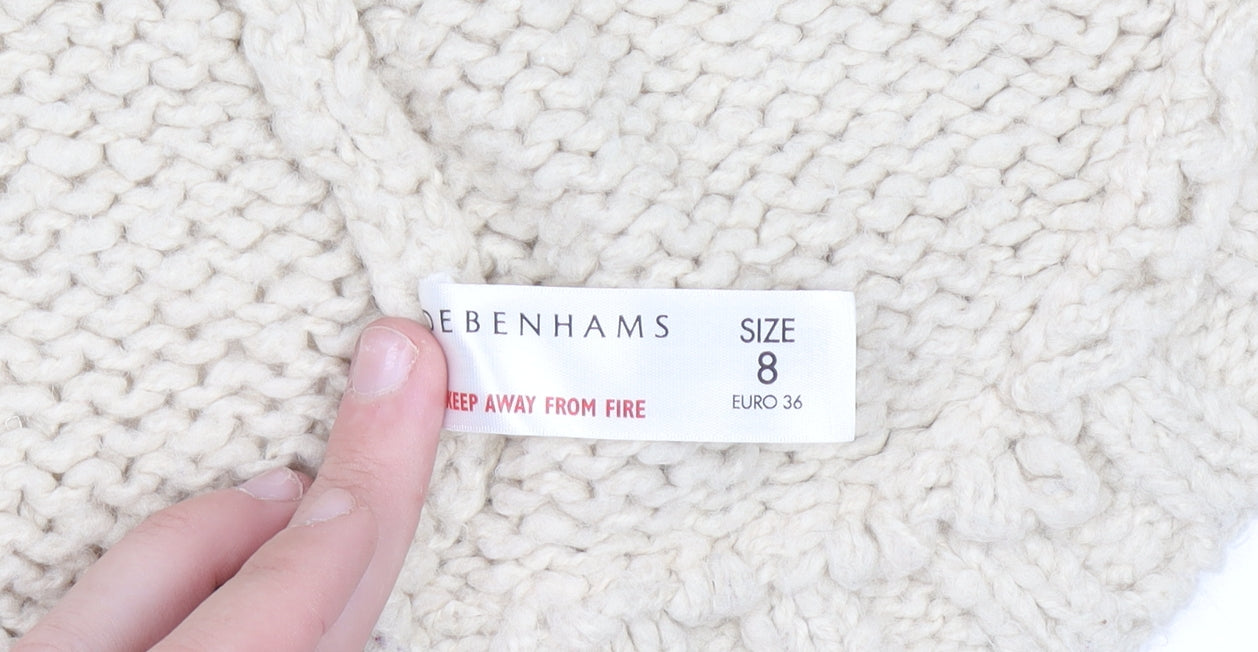 DEBENHAMS
KEEP AWAY FROM FIRE
SIZE
8
EURO 36